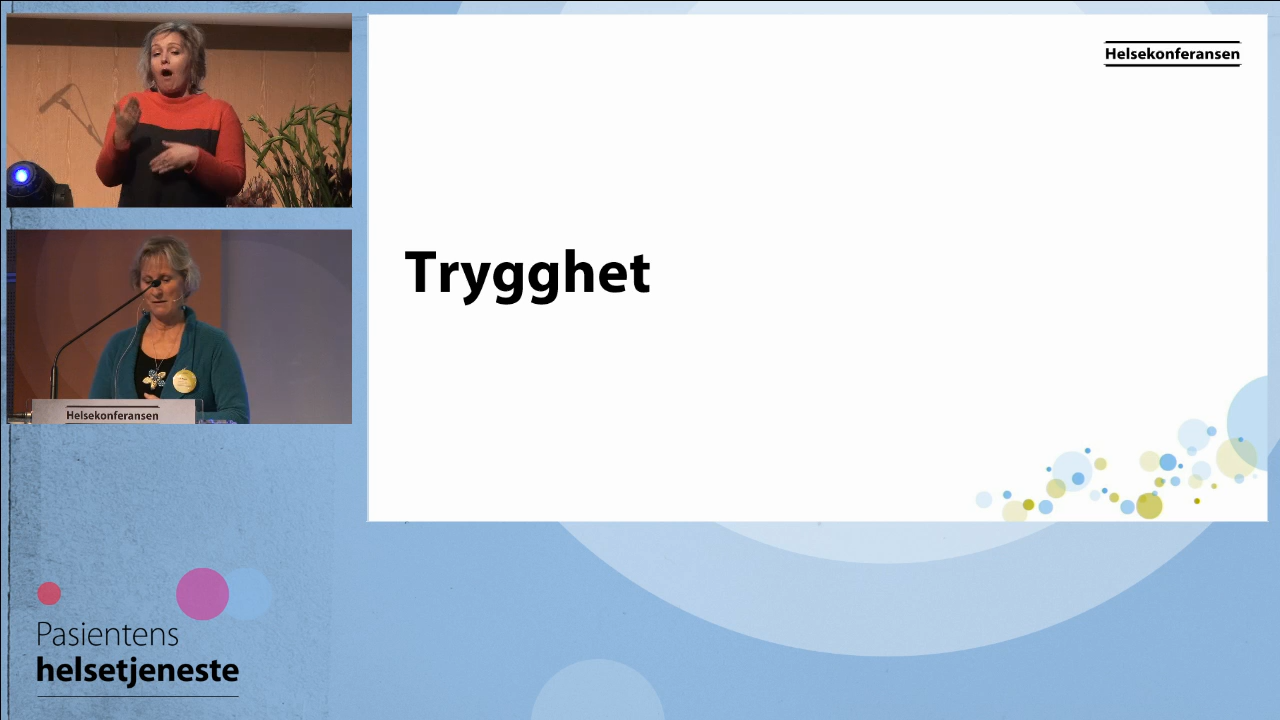 Helsekonferansen
Trygghet
Helsekonferansen
Pasientens
helsetjeneste